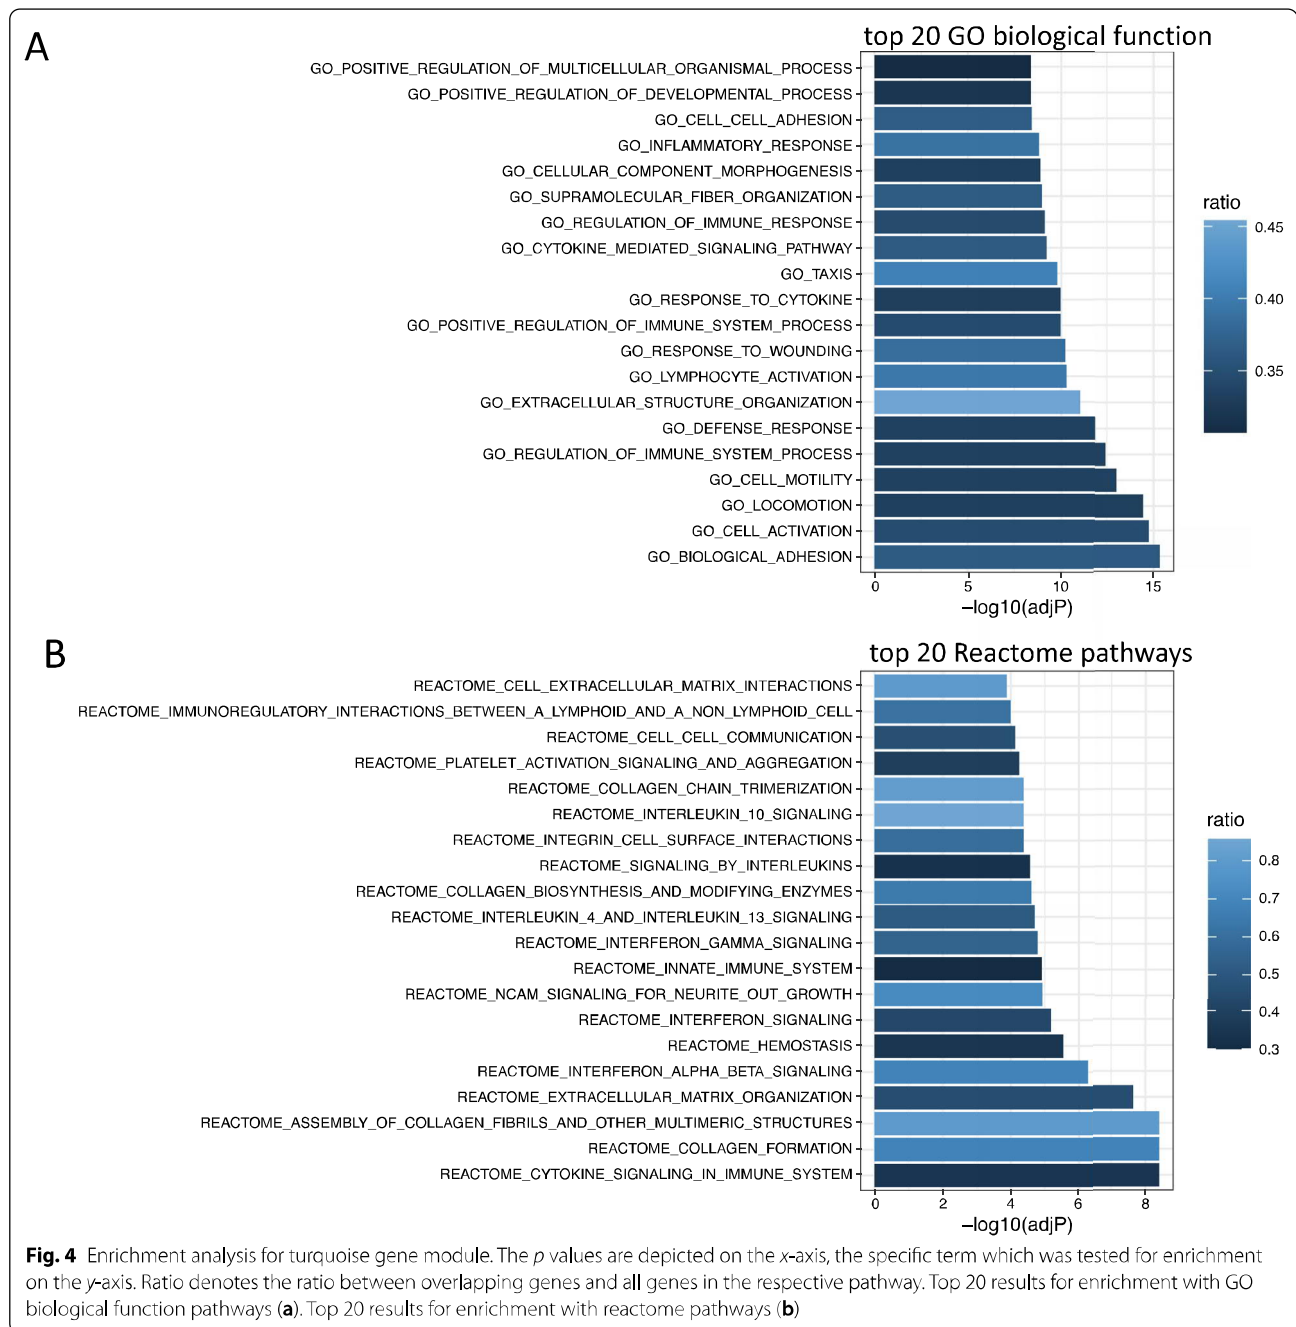 A
top 20 GO biological function
GO_POSITIVE_REGULATION_OF_MULTICELLULAR_ORGANISMAL_PROCESS
GO_POSITIVE_REGULATION_OF_DEVELOPMENTAL_PROCESS
GO_CELL_CELL_ADHESION
GO_INFLAMMATORY_RESPONSE
GO_CELLULAR_COMPONENT_MORPHOGENESIS
GO_SUPRAMOLECULAR_FIBER_ORGANIZATION
GO_REGULATION_OF_IMMUNE_RESPONSE
GO_CYTOKINE_MEDIATED_SIGNALING_PATHWAY
GO_TAXIS
GO_RESPONSE_TO_CYTOKINE
GO_POSITIVE_REGULATION_OF_IMMUNE_SYSTEM_PROCESS
GO_RESPONSE_TO_WOUNDING
GO_LYMPHOCYTE_ACTIVATION
GO_EXTRACELLULAR_STRUCTURE_ORGANIZATION
GO_DEFENSE_RESPONSE
GO_REGULATION_OF_IMMUNE_SYSTEM_PROCESS
GO_CELL_MOTILITY
GO_LOCOMOTION
GO_CELL_ACTIVATION
GO_BIOLOGICAL_ADHESION
0 5 10 15
−log10(adjP)
ratio
0.45
0.40
0.35
B
top 20 Reactome pathways
REACTOME_CELL_EXTRACELLULAR_MATRIX_INTERACTIONS
REACTOME_IMMUNOREGULATORY_INTERACTIONS_BETWEEN_A_LYMPHOID_AND_A_NON_LYMPHOID_CELL
REACTOME_CELL_CELL_COMMUNICATION
REACTOME_PLATELET_ACTIVATION_SIGNALING_AND_AGGREGATION
REACTOME_COLLAGEN_CHAIN_TRIMERIZATION
REACTOME_INTERLEUKIN_10_SIGNALING
REACTOME_INTEGRIN_CELL_SURFACE_INTERACTIONS
REACTOME_SIGNALING_BY_INTERLEUKINS
REACTOME_COLLAGEN_BIOSYNTHESIS_AND_MODIFYING_ENZYMES
REACTOME_INTERLEUKIN_4_AND_INTERLEUKIN_13_SIGNALING
REACTOME_INTERFERON_GAMMA_SIGNALING
REACTOME_INNATE_IMMUNE_SYSTEM
REACTOME_NCAM_SIGNALING_FOR_NEURITE_OUT_GROWTH
REACTOME_INTERFERON_SIGNALING
REACTOME_HEMOSTASIS
REACTOME_INTERFERON_ALPHA_BETA_SIGNALING
REACTOME_EXTRACELLULAR_MATRIX_ORGANIZATION
REACTOME_ASSEMBLY_OF_COLLAGEN_FIBRILS_AND_OTHER_MULTIMERIC_STRUCTURES
REACTOME_COLLAGEN_FORMATION
REACTOME_CYTOKINE_SIGNALING_IN_IMMUNE_SYSTEM
0 2 4 6 8
−log10(adjP)
ratio
0.8
0.7
0.6
0.5
0.4
0.3
Fig. 4 Enrichment analysis for turquoise gene module. The p values are depicted on the x-axis, the specific term which was tested for enrichment
on the y-axis. Ratio denotes the ratio between overlapping genes and all genes in the respective pathway. Top 20 results for enrichment with GO
biological function pathways (a). Top 20 results for enrichment with reactome pathways (b)